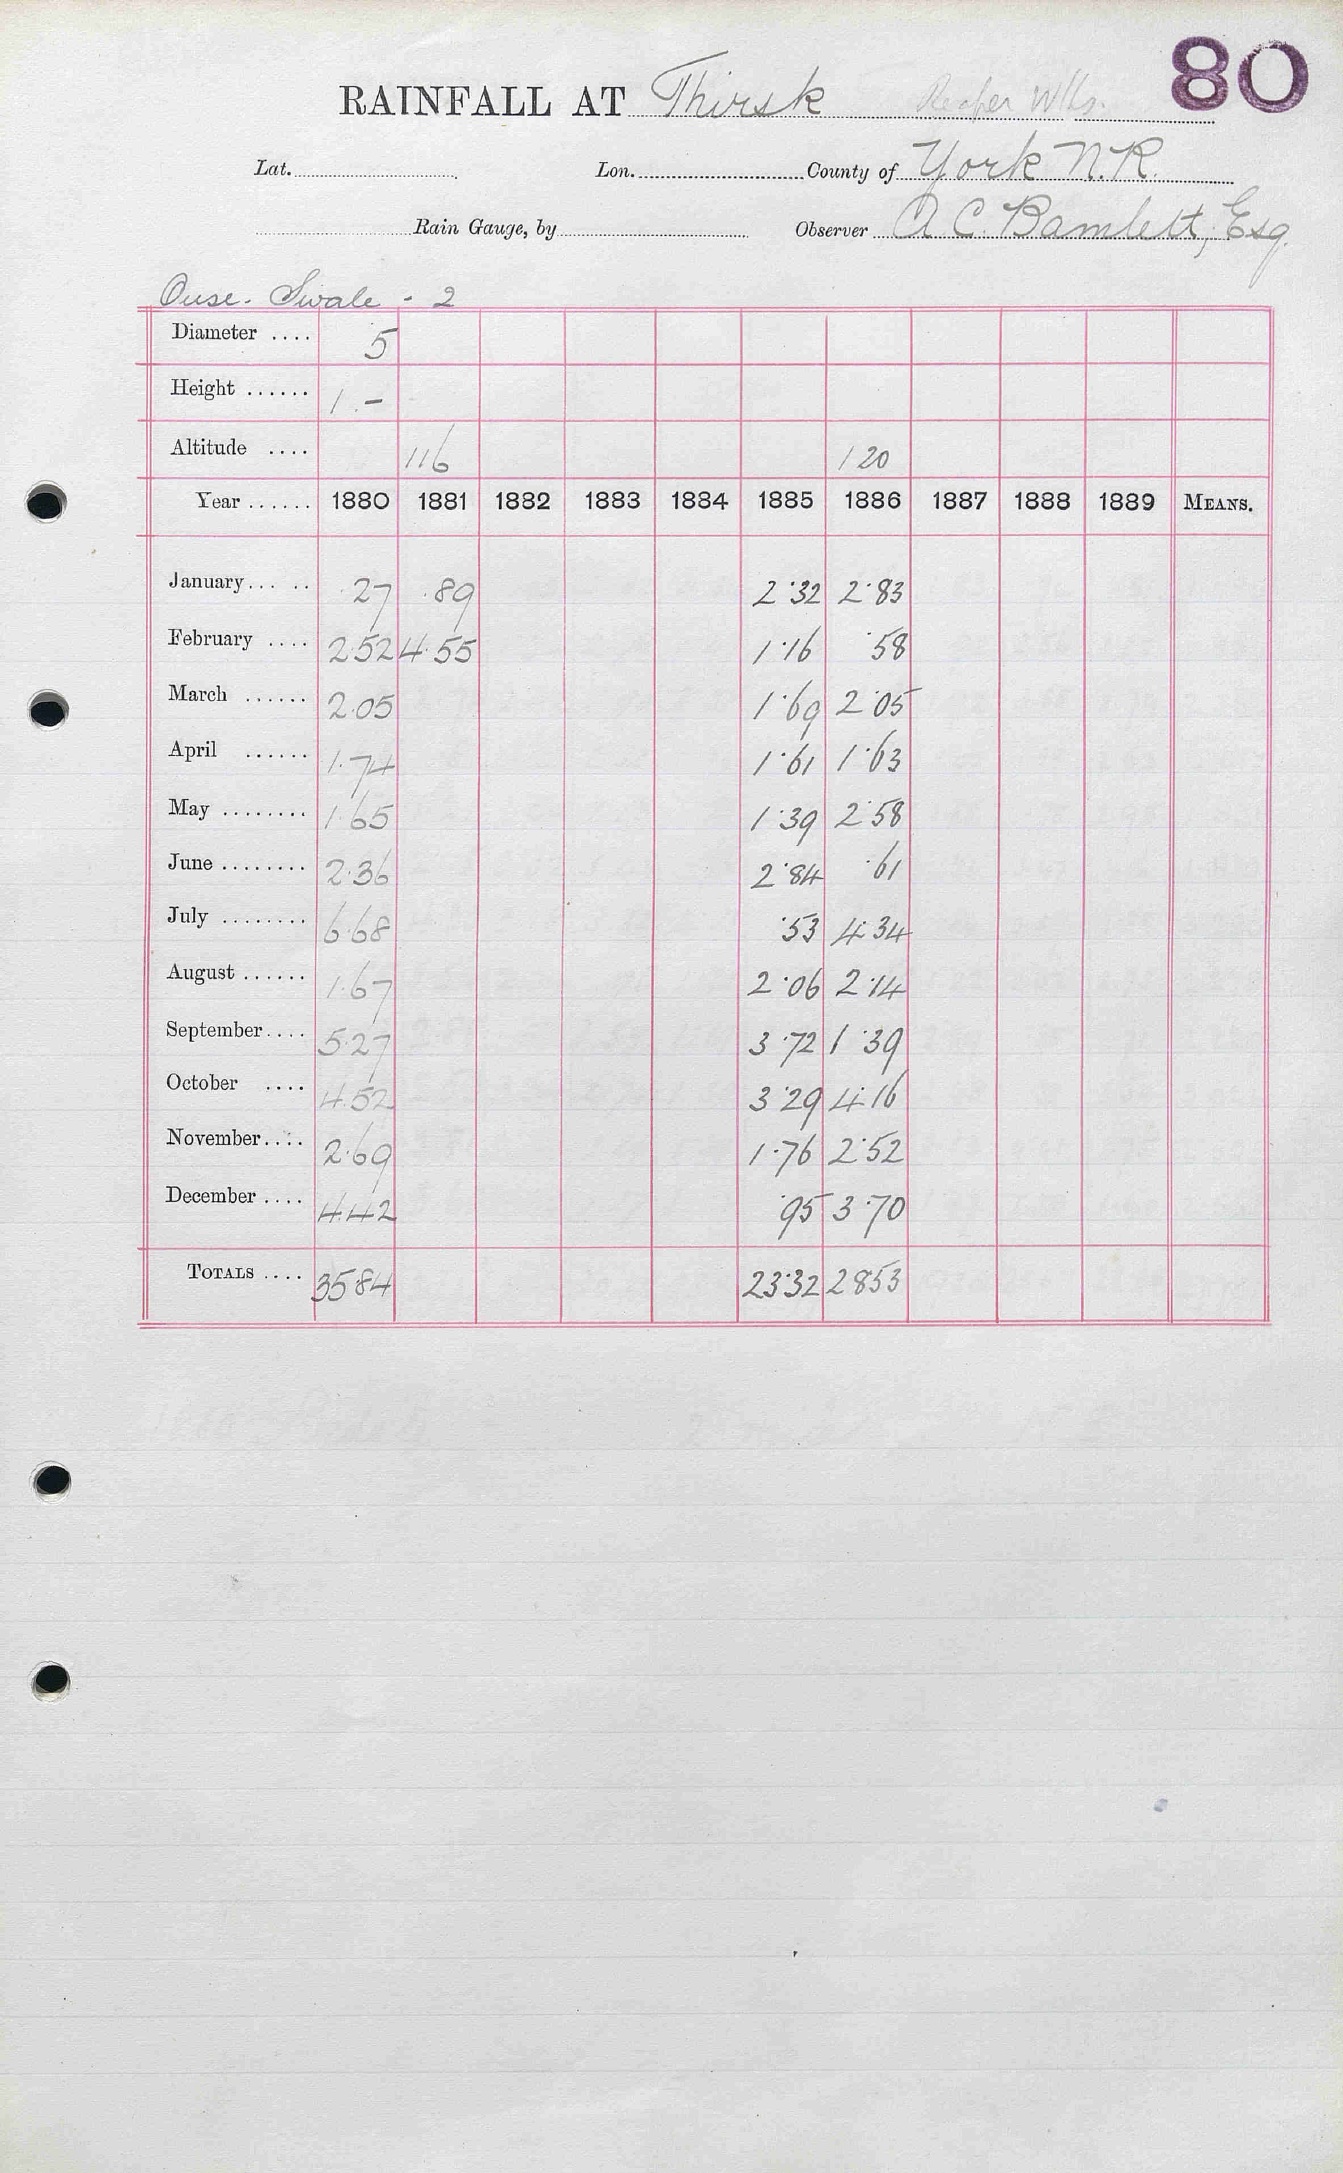 80
RAINFALL AT Thirsk Reaper Wks.
Lat. Lon. County of York N.R.
Rain Gauge, by Observer A C. Bamlett, Esq
Ouse. Swale - 2
Diameter .... 5
Height ...... 1 . -
Altitude .... 116 120
Year ...... 1880 1881 1882 1883 1884 1885 1886 1887 1888 1889 MEANS.
January... .. .27 .89 2.32 2.83
February .... 2.52 4.55 1.16 .58
March ...... 2.05 1.69 2.05
April ...... 1.74 1.61 1.63
May ........ 1.65 1.39 2.58
June ........ 2.36 2.84 .61
July ........ 6.68 .53 4.34
August ...... 1.67 2.06 2.14
September.... 5.27 3.72 1.39
October .... 4.52 3.29 4.16
November.... 2.69 1.76 2.52
December .... 4.42 .95 3.70
TOTALS .... 35.84 23.32 28.53